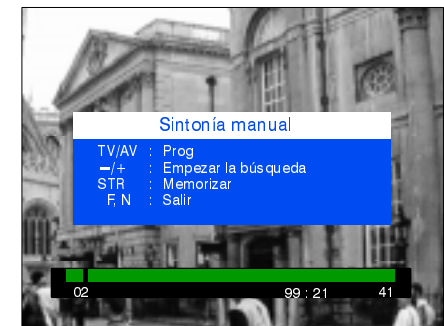 Sintonía manual
TV/AV : Prog
−/+ : Empezar la búsqueda
STR : Memorizar
F, N : Salir
02 99 : 21 41